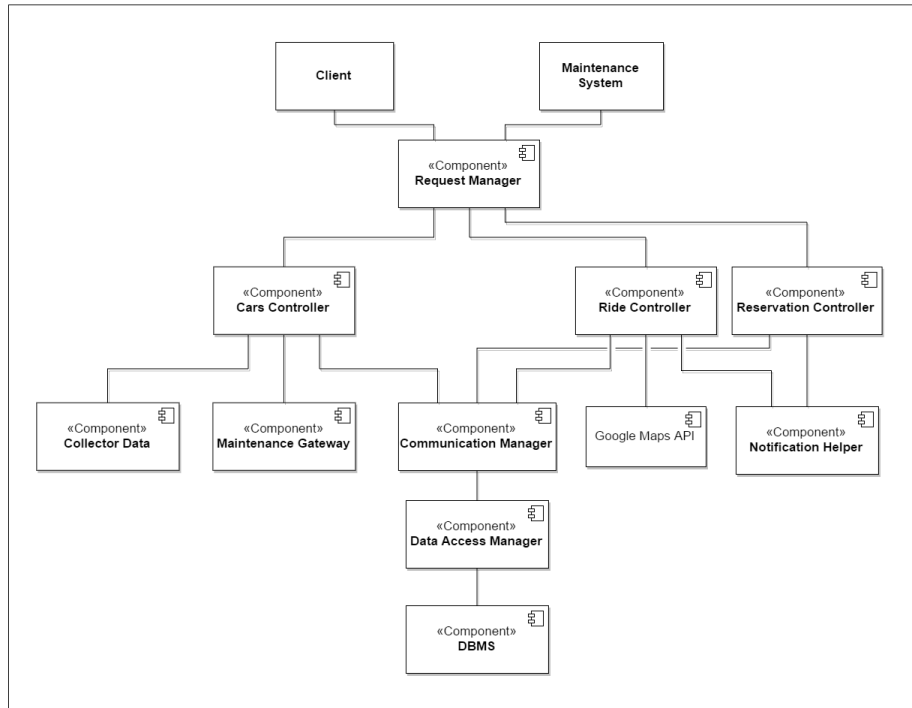 Client
Maintenance
System
«Component»
Request Manager
«Component»
Cars Controller
«Component»
Ride Controller
«Component»
Reservation Controller
«Component»
Collector Data
«Component»
Maintenance Gateway
«Component»
Communication Manager
Google Maps API
«Component»
Notification Helper
«Component»
Data Access Manager
«Component»
DBMS